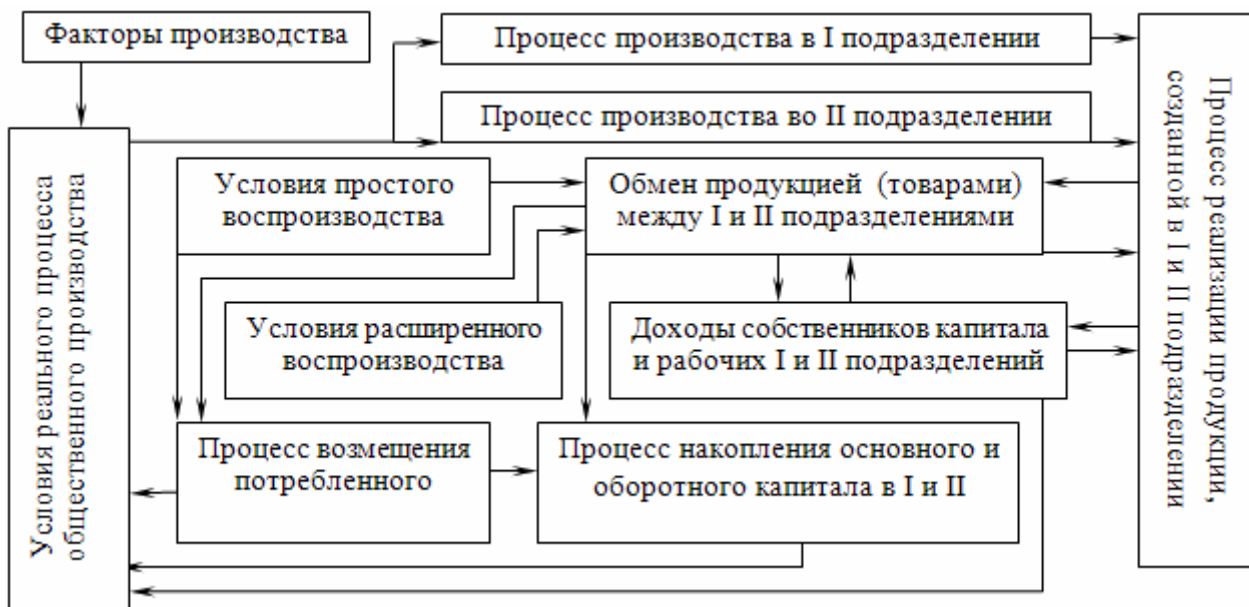 Факторы производства
Процесс производства в I подразделении
Процесс производства во II подразделении
Условия реального процесса
общественного производства
Условия простого
воспроизводства
Обмен продукцией (товарами)
между I и II подразделениями
Условия расширенного
воспроизводства
Доходы собственников капитала
и рабочих I и II подразделений
Процесс возмещения
потребленного
Процесс накопления основного и
оборотного капитала в I и II
Процесс реализации продукции,
созданной в I и II подразделении